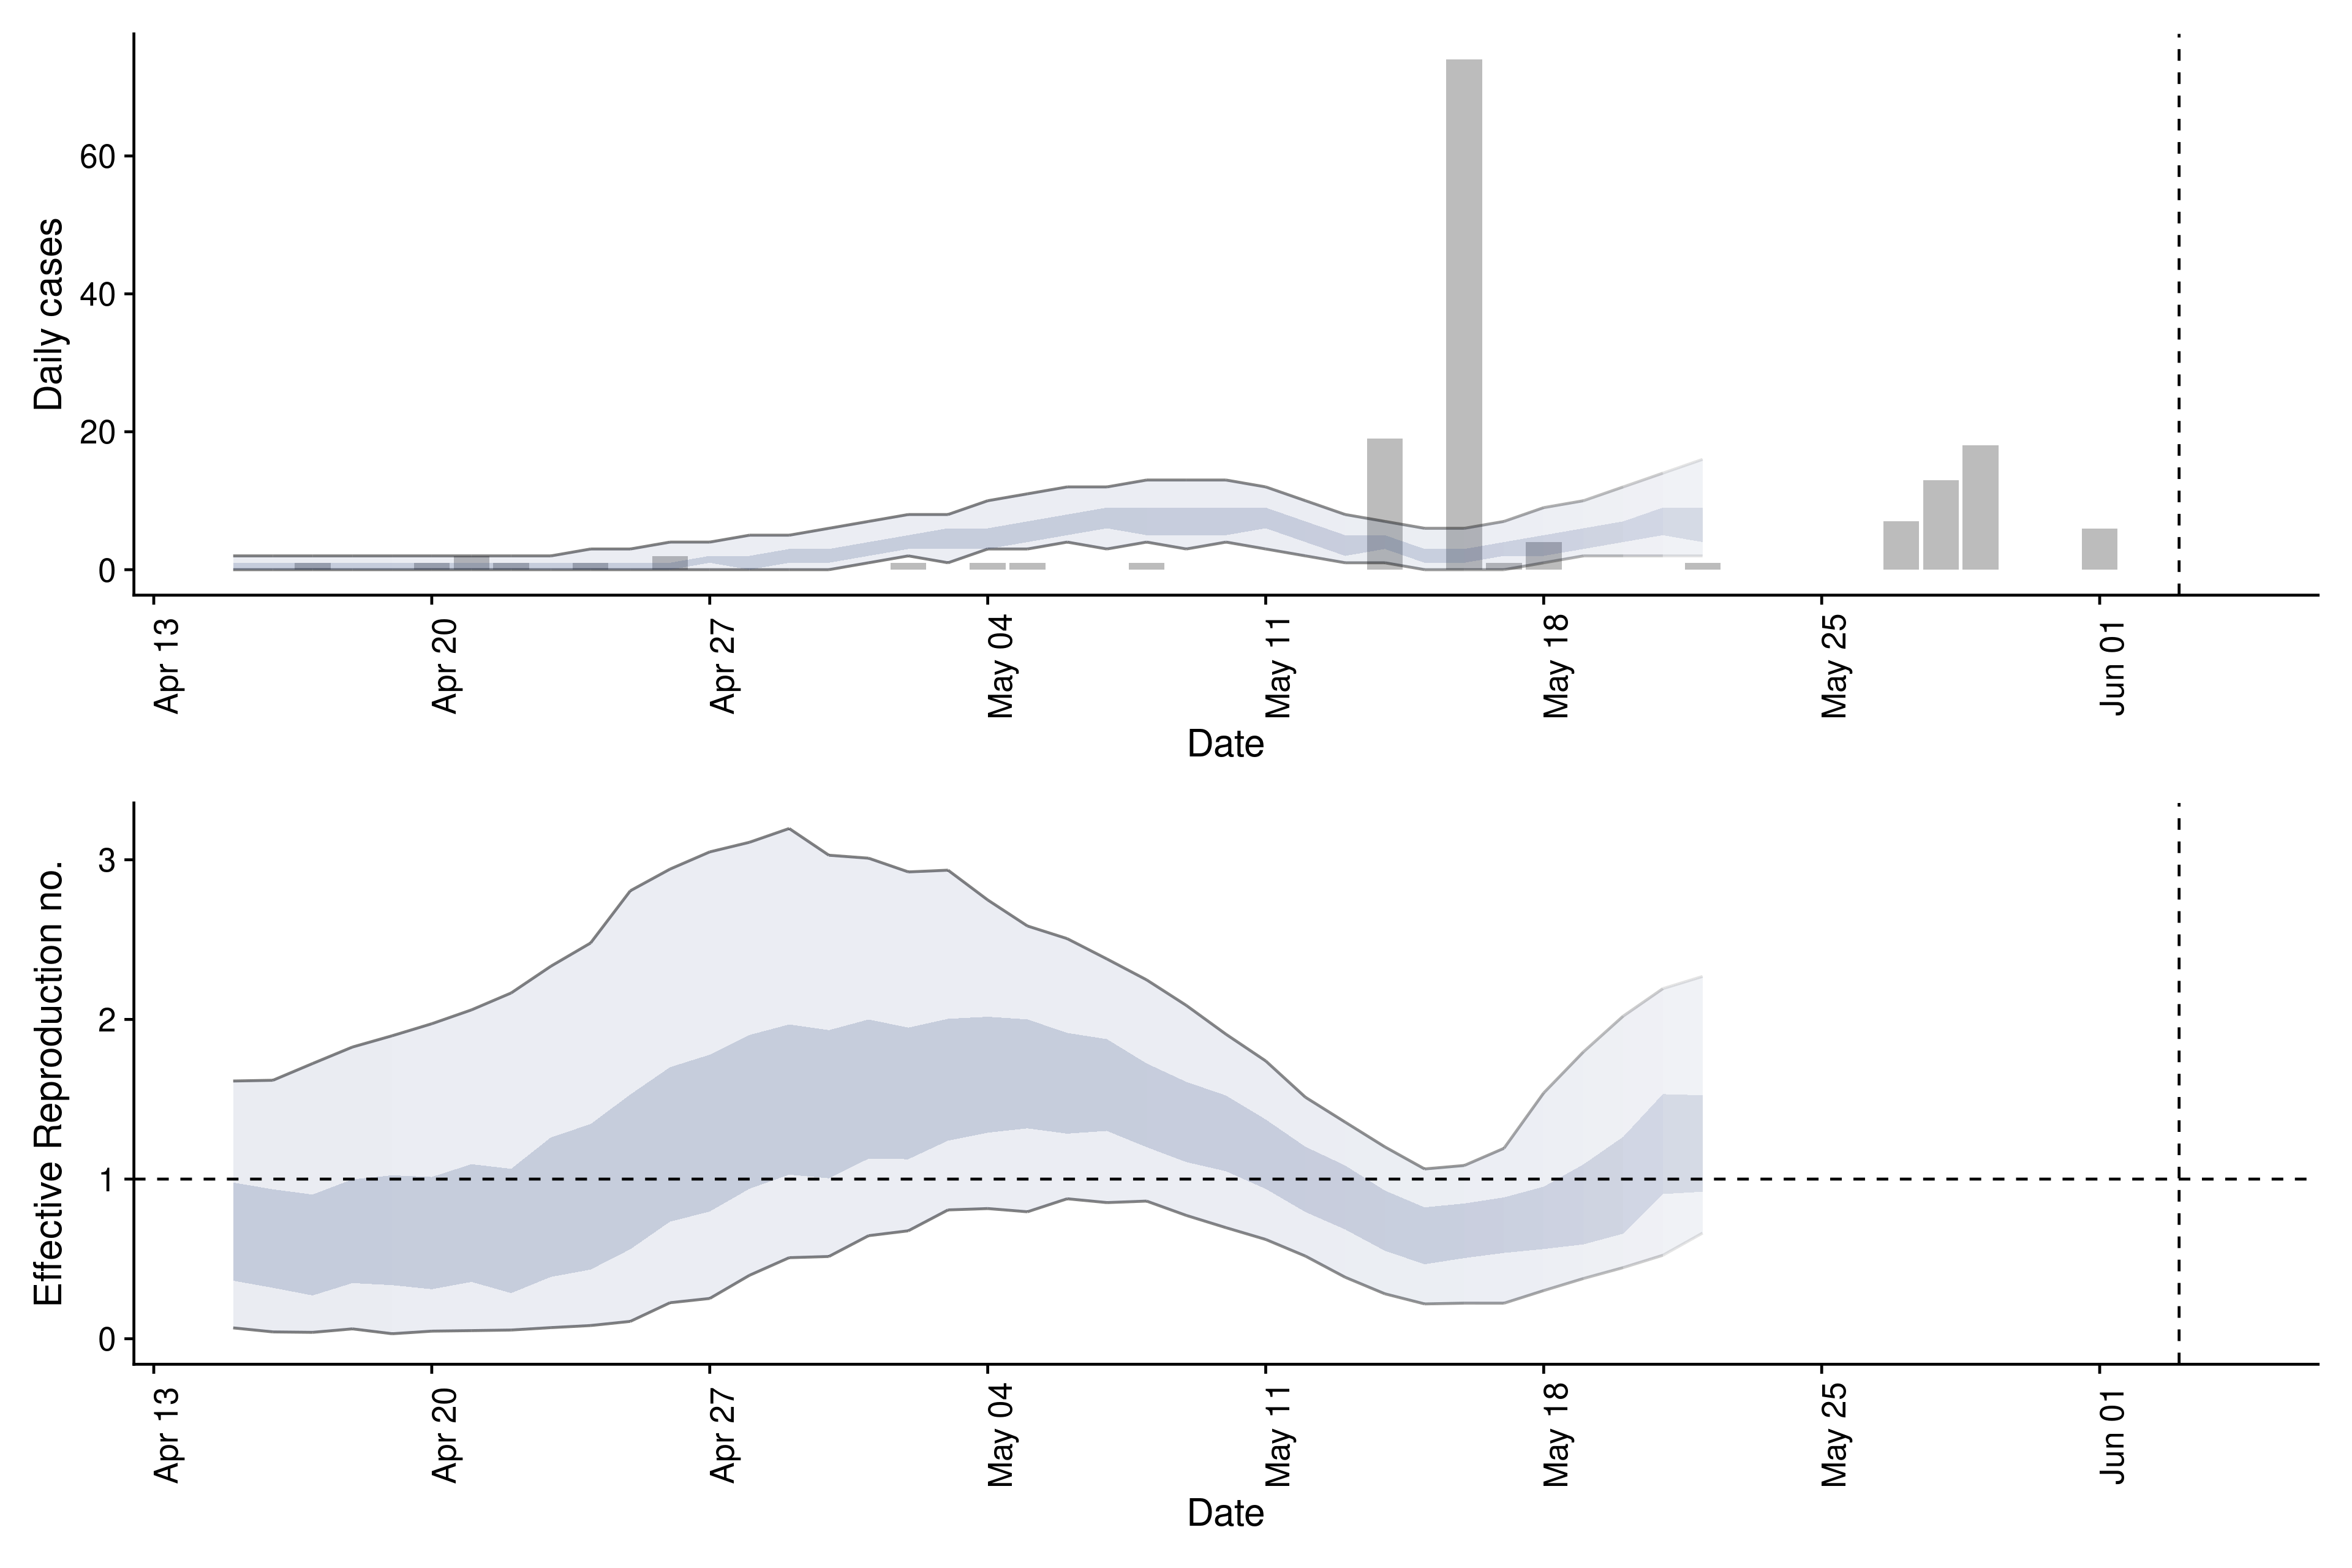 Daily cases
60
40
20
0
Apr 13
Apr 20
Apr 27
May 04
May 11
May 18
May 25
Jun 01
Date
Effective Reproduction no.
3
2
1
0
Apr 13
Apr 20
Apr 27
May 04
May 11
May 18
May 25
Jun 01
Date